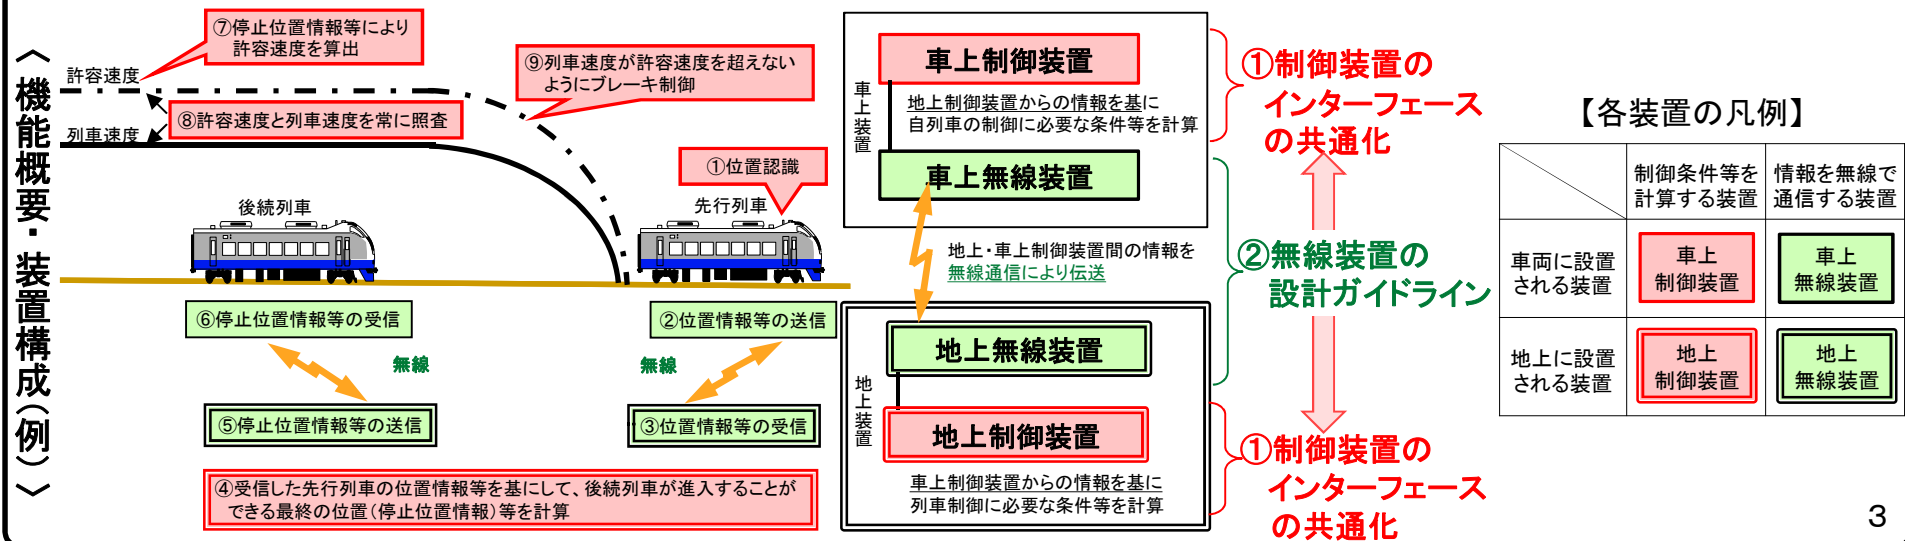 〈機能概要・装置構成(例)〉
⑦停止位置情報等により
許容速度を算出
許容速度
⑧許容速度と列車速度を常に照査
列車速度
⑨列車速度が許容速度を超えない
ようにブレーキ制御
①位置認識
後続列車
先行列車
⑥停止位置情報等の受信
②位置情報等の送信
無線
無線
⑤停止位置情報等の送信
③位置情報等の受信
④受信した先行列車の位置情報等を基にして、後続列車が進入することが
できる最終の位置(停止位置情報)等を計算
車上装置
車上制御装置
地上制御装置からの情報を基に
自列車の制御に必要な条件等を計算
車上無線装置
地上・車上制御装置間の情報を
無線通信により伝送
地上装置
地上無線装置
地上制御装置
車上制御装置からの情報を基に
列車制御に必要な条件等を計算
①制御装置の
インターフェース
の共通化
②無線装置の
設計ガイドライン
①制御装置の
インターフェース
の共通化
【各装置の凡例】
制御条件等を
計算する装置
情報を無線で
通信する装置
車両に設置
される装置
車上
制御装置
車上
無線装置
地上に設置
される装置
地上
制御装置
地上
無線装置
3